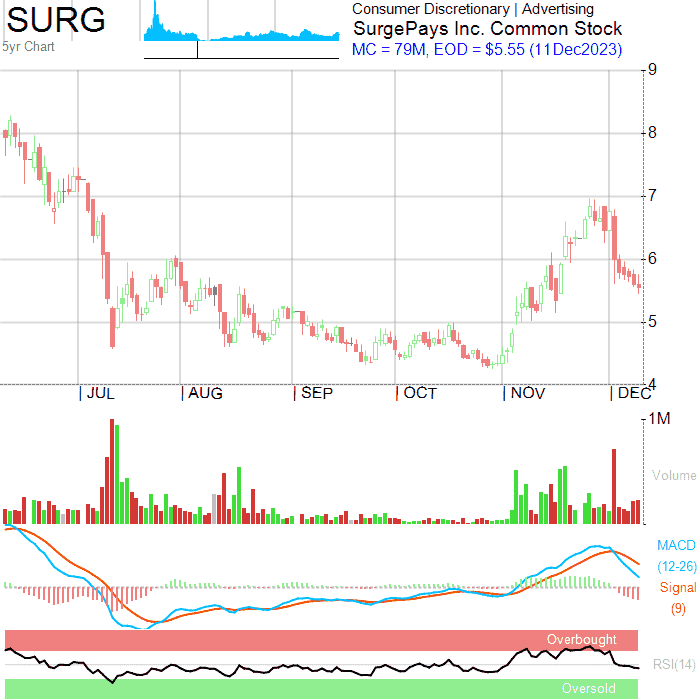 SURG
5yr Chart
Consumer Discretionary | Advertising
SurgePays Inc. Common Stock
MC = 79M, EOD = $5.55 (11Dec2023)
9
8
7
6
5
4
JUL AUG SEP OCT NOV DEC
1M
Volume
MACD
(12-26)
Signal
(9)
Overbought
RSI(14)
Oversold